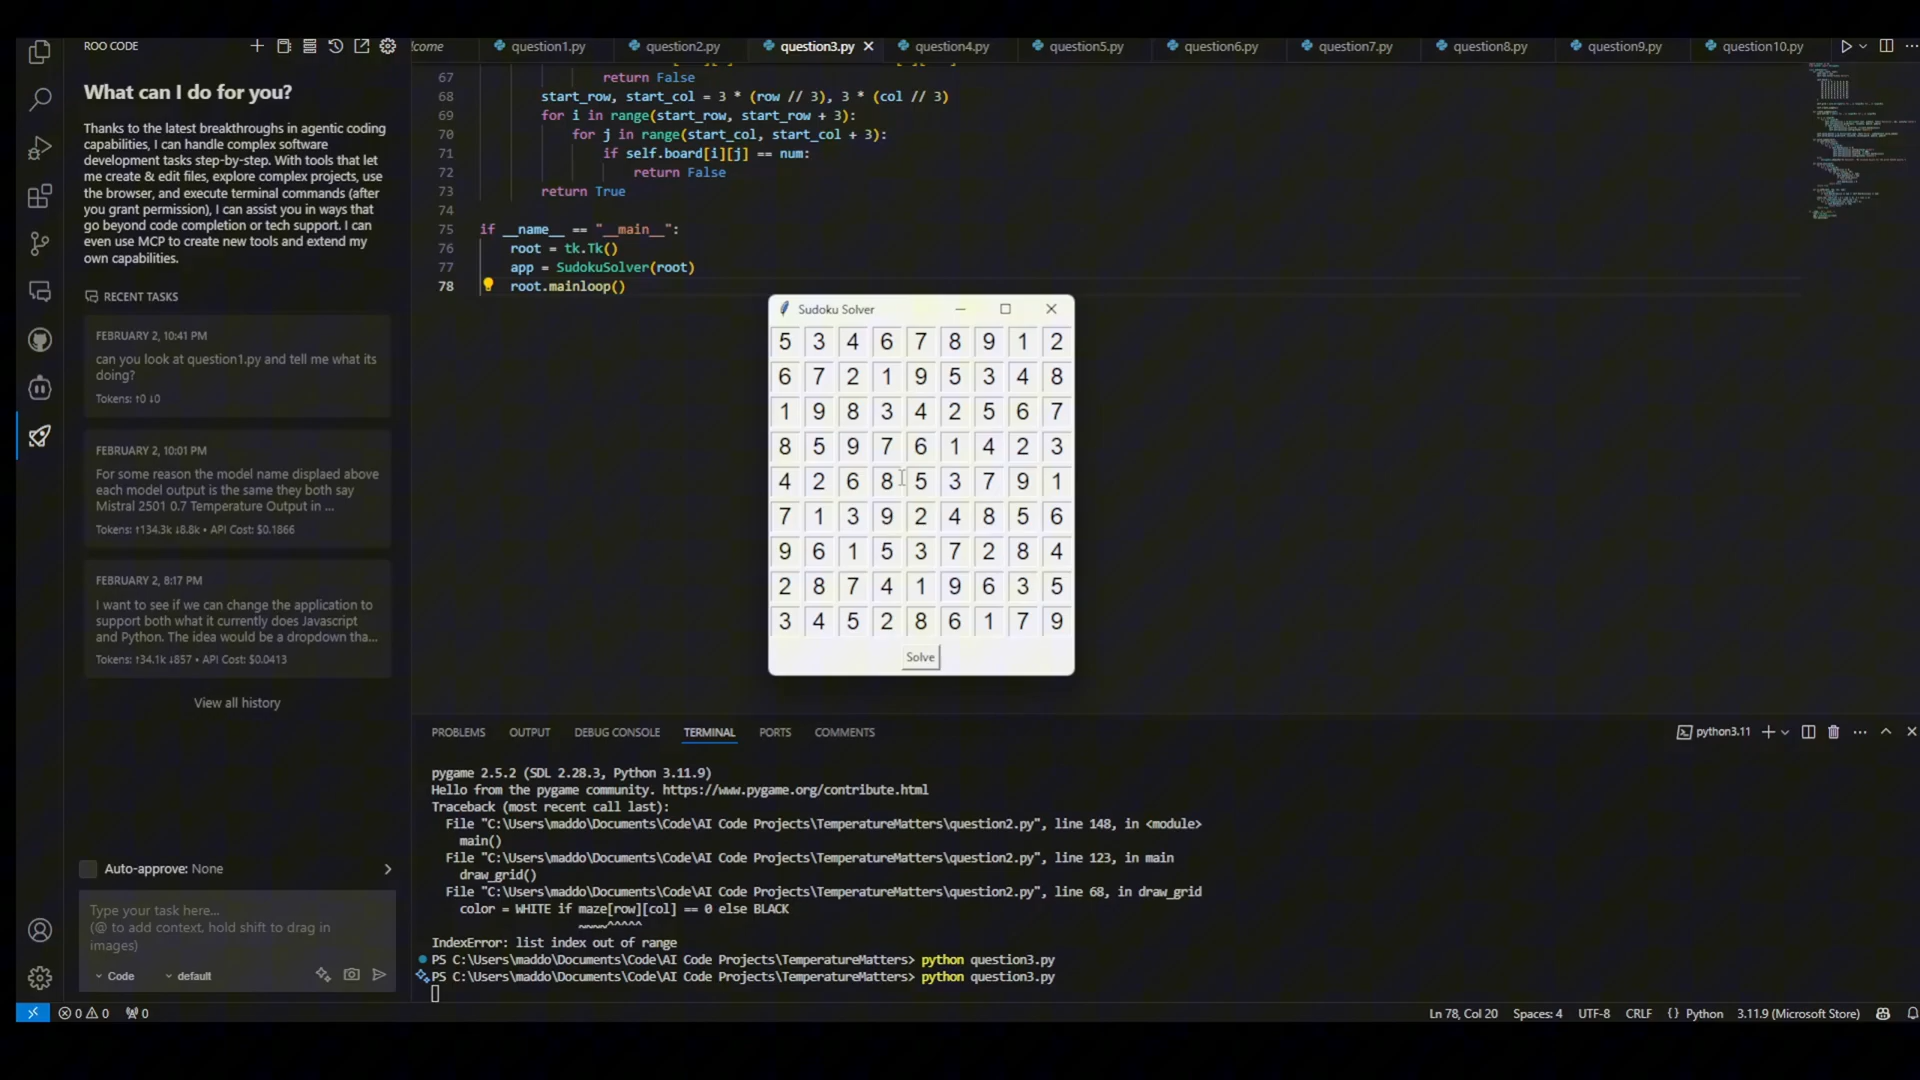 ROO CODE
lcome
question1.py
question2.py
question3.py
question4.py
question5.py
question6.py
question7.py
question8.py
question9.py
question10.py
What can I do for you?
Thanks to the latest breakthroughs in agentic coding
capabilities, I can handle complex software
development tasks step-by-step. With tools that let
me create & edit files, explore complex projects, use
the browser, and execute terminal commands (after
you grant permission), I can assist you in ways that
go beyond code completion or tech support. I can
even use MCP to create new tools and extend my
own capabilities.
RECENT TASKS
FEBRUARY 2, 10:41 PM
can you look at question1.py and tell me what its
doing?
Tokens: ↑0 ↓0
FEBRUARY 2, 10:01 PM
For some reason the model name displaed above
each model output is the same they both say
Mistral 2501 0.7 Temperature Output in ...
Tokens: ↑134.3k ↓8.8k • API Cost: $0.1866
FEBRUARY 2, 8:17 PM
I want to see if we can change the application to
support both what it currently does Javascript
and Python. The idea would be a dropdown tha...
Tokens: ↑34.1k ↓857 • API Cost: $0.0413
View all history
Auto-approve: None
Type your task here...
(@ to add context, hold shift to drag in
images)
Code
default
67 return False
68 start_row, start_col = 3 * (row // 3), 3 * (col // 3)
69 for i in range(start_row, start_row + 3):
70 for j in range(start_col, start_col + 3):
71 if self.board[i][j] == num:
72 return False
73 return True
74
75 if __name__ == "__main__":
76 root = tk.Tk()
77 app = SudokuSolver(root)
78 root.mainloop()
Sudoku Solver
5 3 4 6 7 8 9 1 2
6 7 2 1 9 5 3 4 8
1 9 8 3 4 2 5 6 7
8 5 9 7 6 1 4 2 3
4 2 6 8 5 3 7 9 1
7 1 3 9 2 4 8 5 6
9 6 1 5 3 7 2 8 4
2 8 7 4 1 9 6 3 5
3 4 5 2 8 6 1 7 9
Solve
PROBLEMS OUTPUT DEBUG CONSOLE TERMINAL PORTS COMMENTS
python3.11
pygame 2.5.2 (SDL 2.28.3, Python 3.11.9)
Hello from the pygame community. https://www.pygame.org/contribute.html
Traceback (most recent call last):
File "C:\Users\maddo\Documents\Code\AI Code Projects\TemperatureMatters\question2.py", line 148, in <module>
main()
File "C:\Users\maddo\Documents\Code\AI Code Projects\TemperatureMatters\question2.py", line 123, in main
draw_grid()
File "C:\Users\maddo\Documents\Code\AI Code Projects\TemperatureMatters\question2.py", line 68, in draw_grid
color = WHITE if maze[row][col] == 0 else BLACK
~~~~~^^^^^
IndexError: list index out of range
PS C:\Users\maddo\Documents\Code\AI Code Projects\TemperatureMatters> python question3.py
PS C:\Users\maddo\Documents\Code\AI Code Projects\TemperatureMatters> python question3.py
0 0 0
Ln 78, Col 20 Spaces: 4 UTF-8 CRLF {} Python 3.11.9 (Microsoft Store)